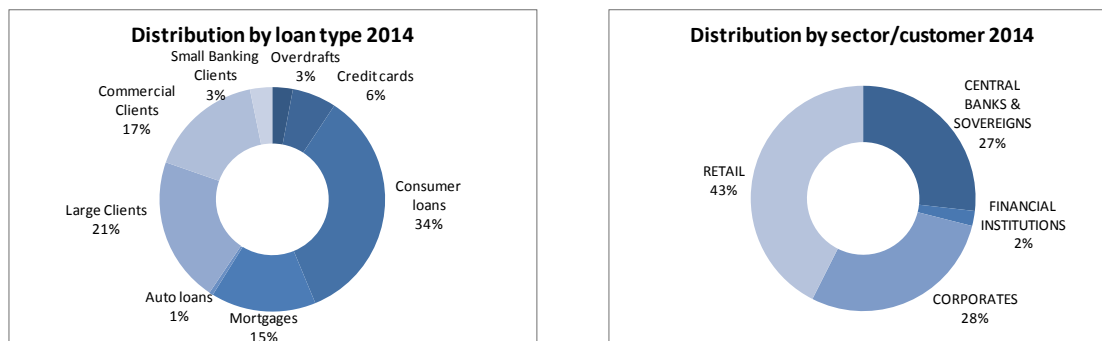 Distribution by loan type 2014
Small Banking
Clients
3%
Overdrafts
3%
Credit cards
6%
Commercial
Clients
17%
Consumer
loans
34%
Large Clients
21%
Auto loans
1%
Mortgages
15%
Distribution by sector/customer 2014
CENTRAL
BANKS &
SOVEREIGNS
27%
RETAIL
43%
FINANCIAL
INSTITUTIONS
2%
CORPORATES
28%